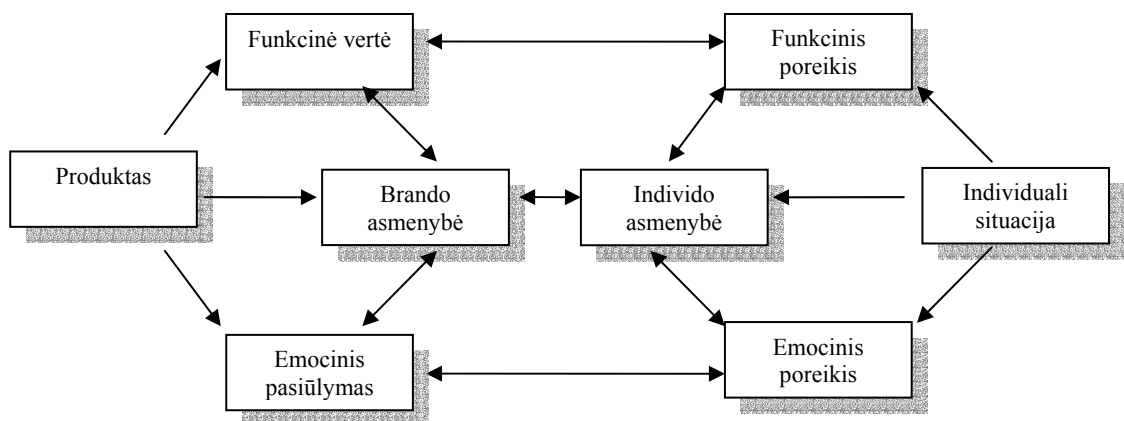 Funkcinė vertė
Funkcinis
poreikis
Produktas
Brando
asmenybė
Individo
asmenybė
Individuali
situacija
Emocinis
pasiūlymas
Emocinis
poreikis